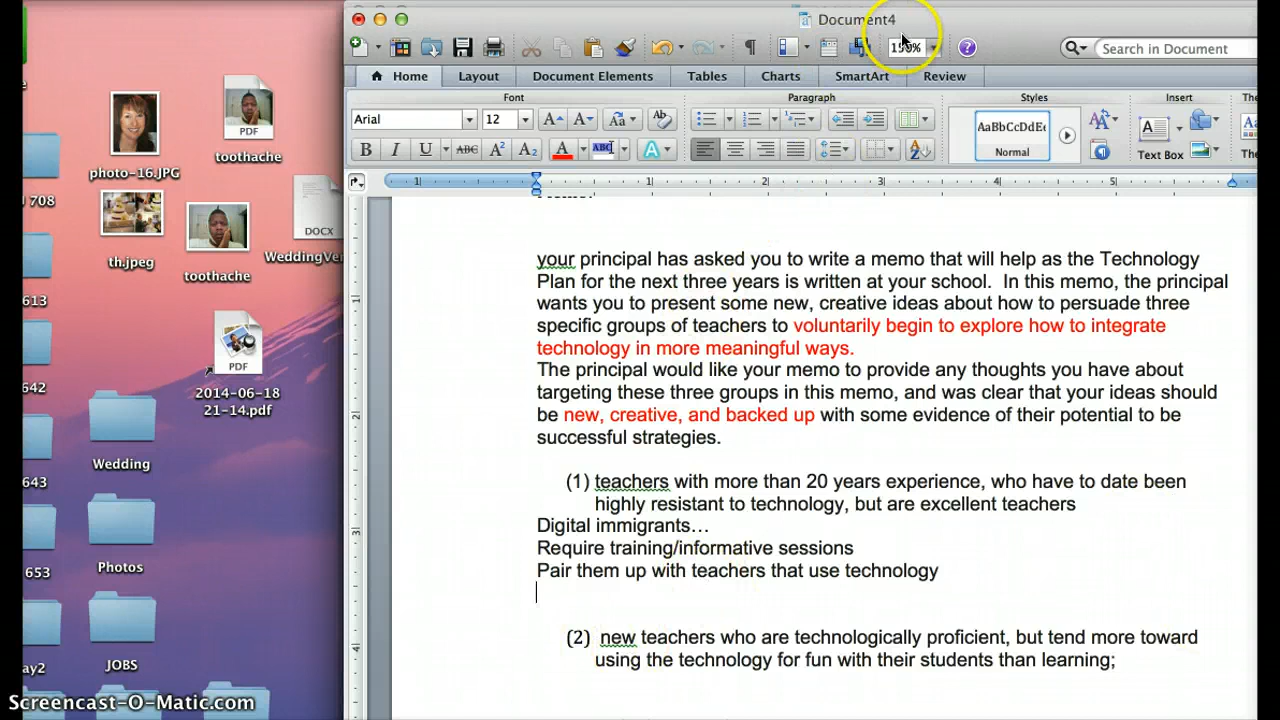 Document4
150%
Search in Document
Home
Layout
Document Elements
Tables
Charts
SmartArt
Review
Font
Paragraph
Styles
Insert
Arial
12
AaBbCcDdE
Normal
Text Box
PDF
toothache
photo-16.JPG
708
DOCX
th.jpeg
toothache
WeddingVe
613
PDF
2014-06-18
21-14.pdf
642
Wedding
643
Photos
653
JOBS
ay2
your principal has asked you to write a memo that will help as the Technology
Plan for the next three years is written at your school. In this memo, the principal
wants you to present some new, creative ideas about how to persuade three
specific groups of teachers to voluntarily begin to explore how to integrate
technology in more meaningful ways.
The principal would like your memo to provide any thoughts you have about
targeting these three groups in this memo, and was clear that your ideas should
be new, creative, and backed up with some evidence of their potential to be
successful strategies.
(1) teachers with more than 20 years experience, who have to date been
highly resistant to technology, but are excellent teachers
Digital immigrants…
Require training/informative sessions
Pair them up with teachers that use technology
(2) new teachers who are technologically proficient, but tend more toward
using the technology for fun with their students than learning;
Screencast-O-Matic.com